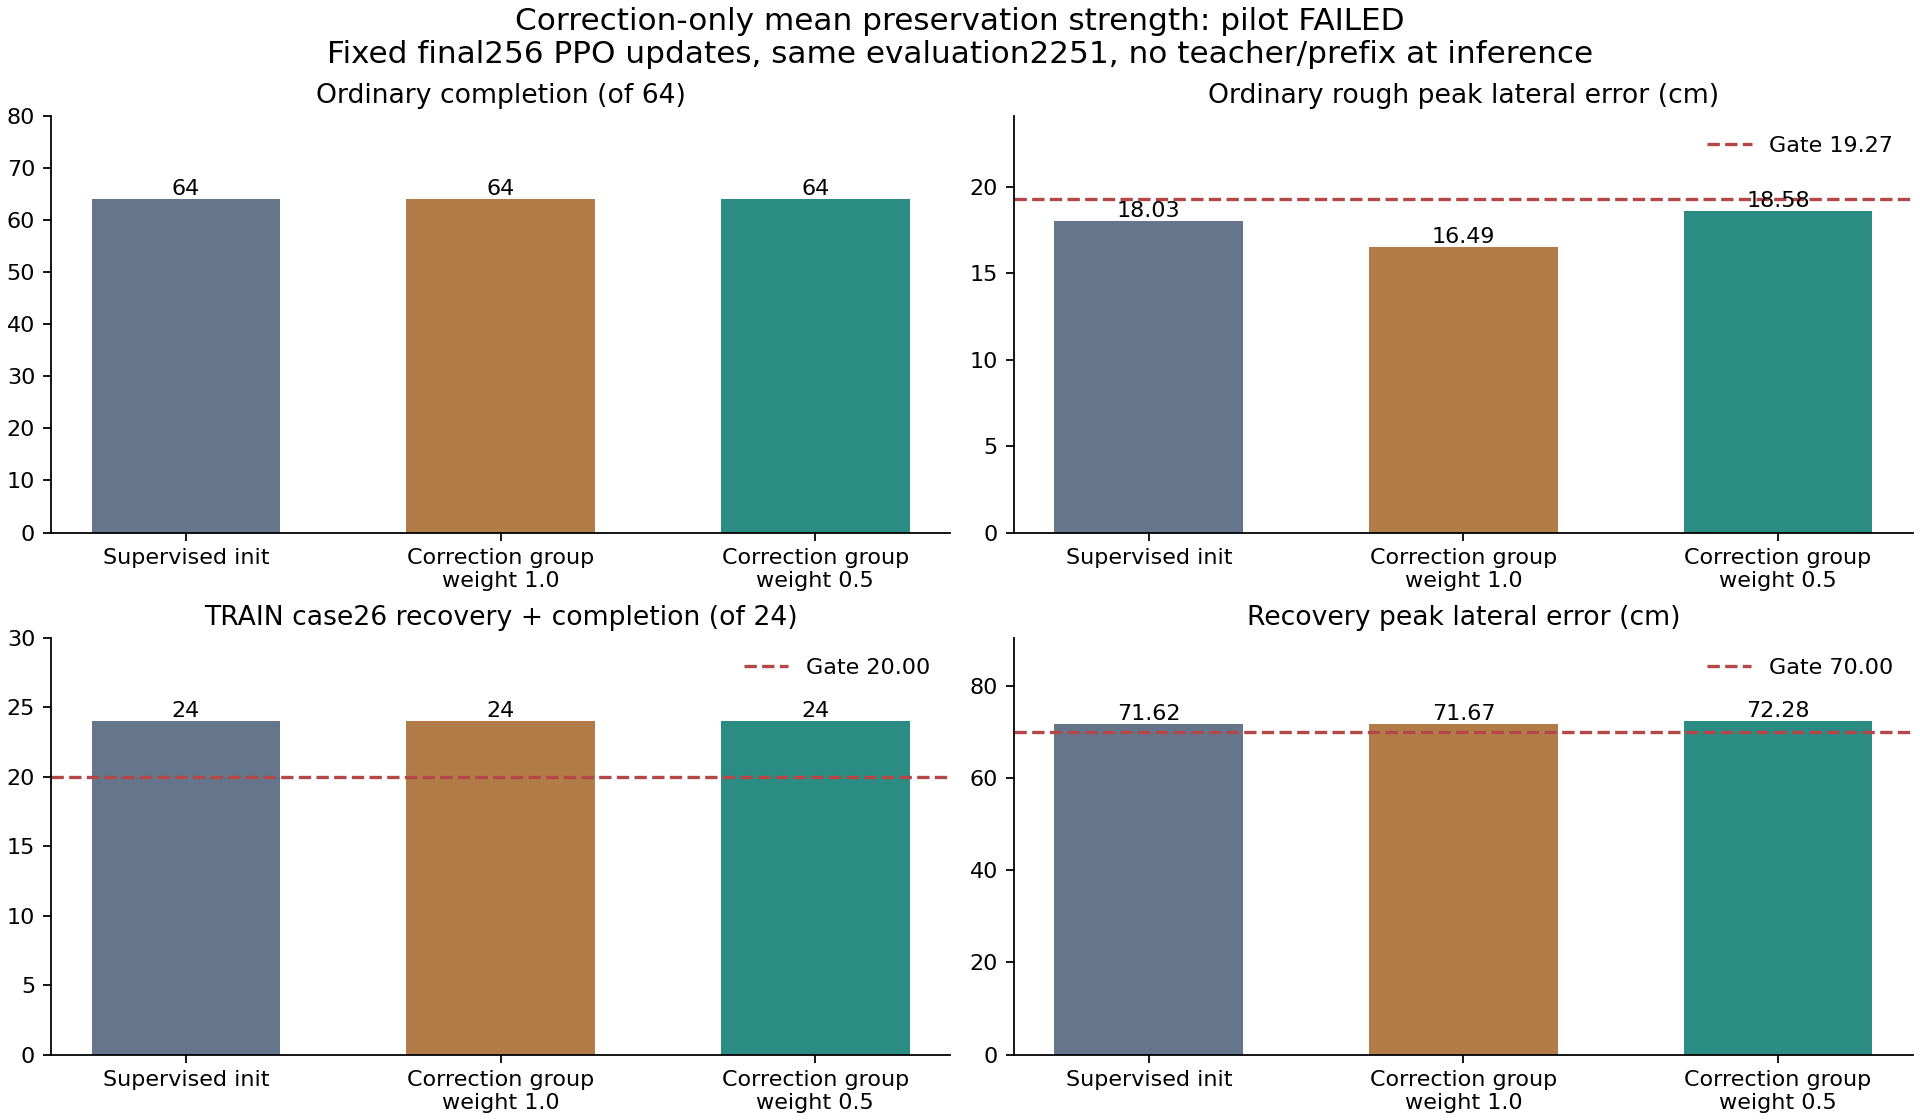 Correction-only mean preservation strength: pilot FAILED
Fixed final256 PPO updates, same evaluation2251, no teacher/prefix at inference
Ordinary completion (of 64)
80
70
60
50
40
30
20
10
0
64
64
64
Supervised init
Correction group
weight 1.0
Correction group
weight 0.5
Ordinary rough peak lateral error (cm)
Gate 19.27
20
15
10
5
0
18.03
16.49
18.58
Supervised init
Correction group
weight 1.0
Correction group
weight 0.5
TRAIN case26 recovery + completion (of 24)
Gate 20.00
30
25
20
15
10
5
0
24
24
24
Supervised init
Correction group
weight 1.0
Correction group
weight 0.5
Recovery peak lateral error (cm)
Gate 70.00
80
60
40
20
0
71.62
71.67
72.28
Supervised init
Correction group
weight 1.0
Correction group
weight 0.5